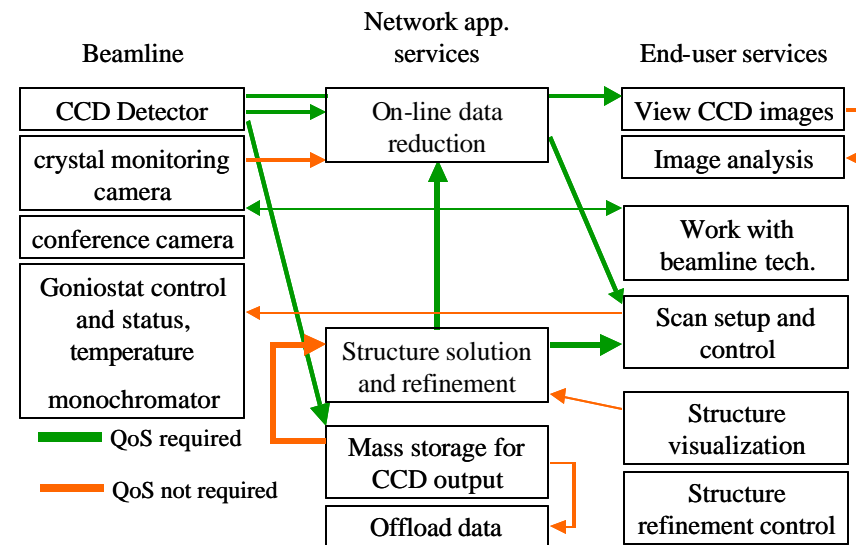 Beamline
Network app.
services
End-user services
CCD Detector
crystal monitoring
camera
conference camera
Goniostat control
and status,
temperature
monochromator
QoS required
QoS not required
On-line data
reduction
Structure solution
and refinement
Mass storage for
CCD output
Offload data
View CCD images
Image analysis
Work with
beamline tech.
Scan setup and
control
Structure
visualization
Structure
refinement control